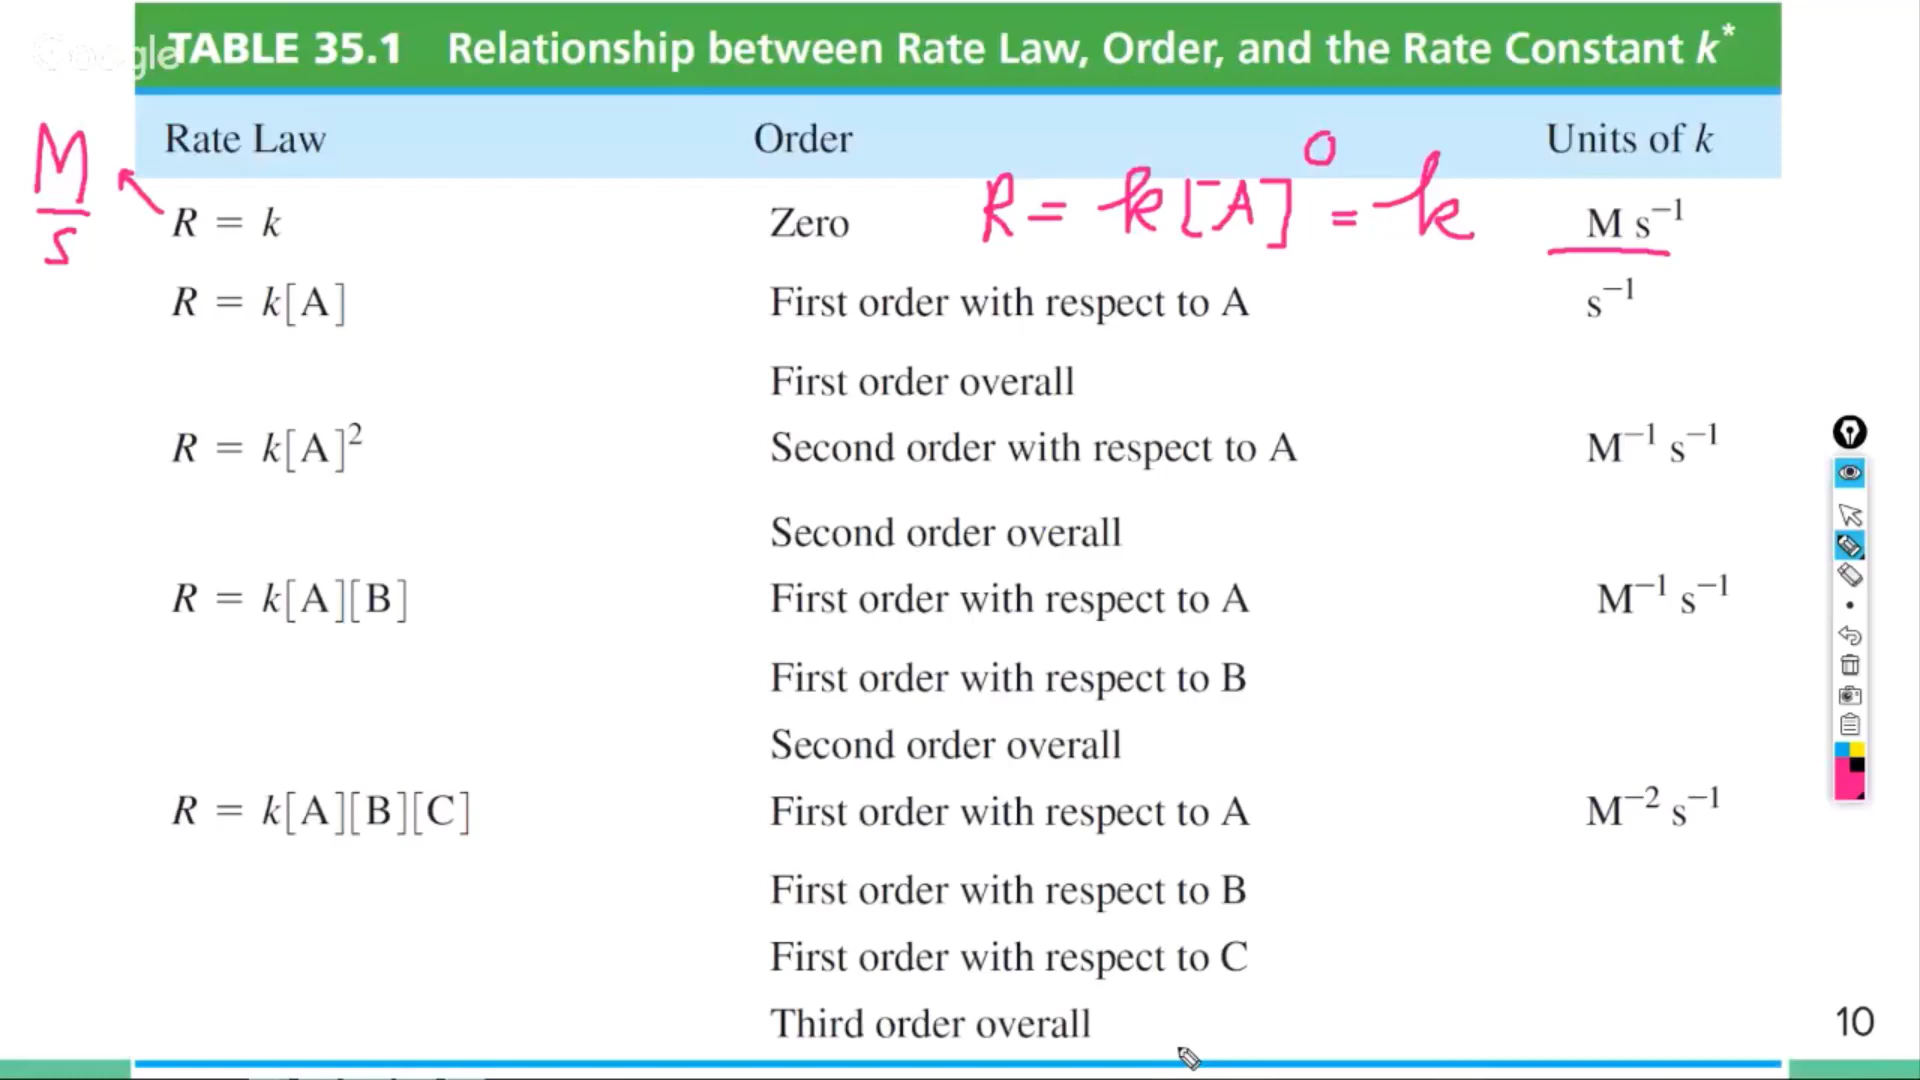 Google
TABLE 35.1 Relationship between Rate Law, Order, and the Rate Constant k*
Rate Law Order Units of k
M/s
R = k Zero R = k[A]⁰ = k M s⁻¹
R = k[A] First order with respect to A s⁻¹
First order overall
R = k[A]² Second order with respect to A M⁻¹ s⁻¹
Second order overall
R = k[A][B] First order with respect to A M⁻¹ s⁻¹
First order with respect to B
Second order overall
R = k[A][B][C] First order with respect to A M⁻² s⁻¹
First order with respect to B
First order with respect to C
Third order overall
10